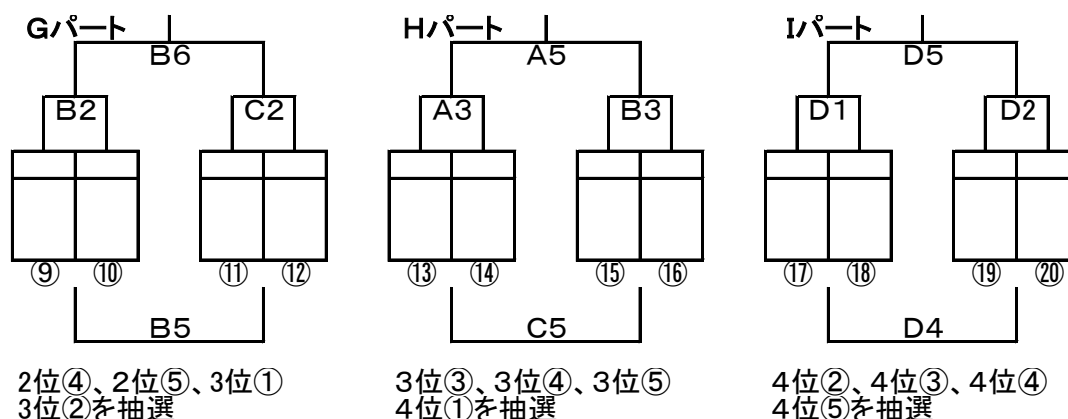 Gパート Hパート Iパート
B6 A5 D5
B2 C2 A3 B3 D1 D2
⑨ ⑩ ⑪ ⑫ ⑬ ⑭ ⑮ ⑯ ⑰ ⑱ ⑲ ⑳
B5 C5 D4
2位④、2位⑤、3位① 3位③、3位④、3位⑤ 4位②、4位③、4位④
3位②を抽選 4位①を抽選 4位⑤を抽選